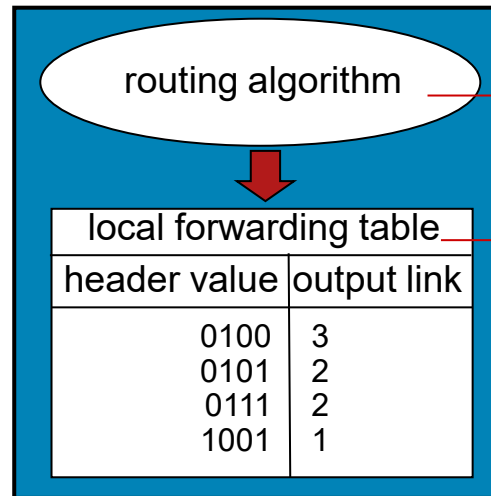 routing algorithm
local forwarding table
header value output link
0100 3
0101 2
0111 2
1001 1